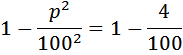 1 − p²/100² = 1 − 4/100